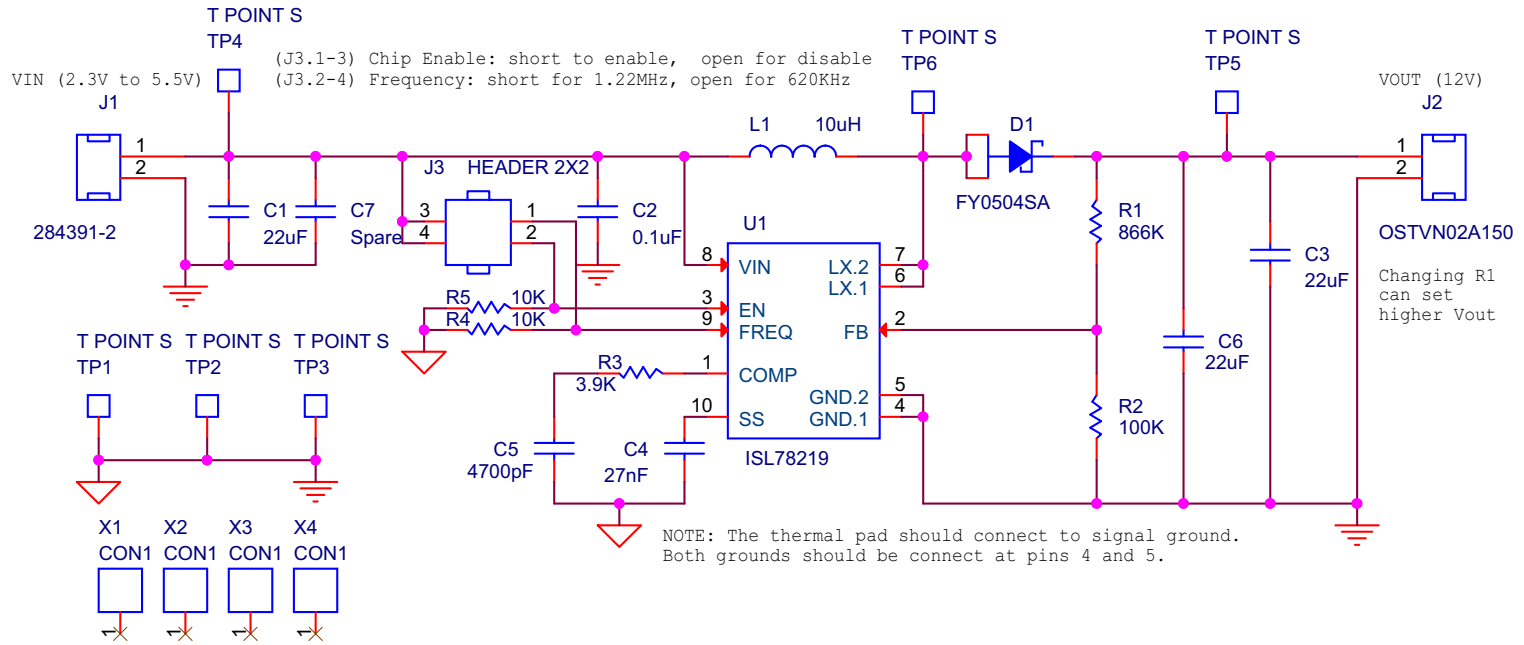 T POINT S
TP4
(J3.1-3) Chip Enable: short to enable, open for disable
(J3.2-4) Frequency: short for 1.22MHz, open for 620KHz
VIN (2.3V to 5.5V)
J1
1
2
284391-2
C1
22uF
C7
Spare
J3
HEADER 2X2
3
4
1
2
C2
0.1uF
L1
10uH
T POINT S
TP6
D1
FY0504SA
T POINT S
TP5
VOUT (12V)
J2
1
2
OSTVN02A150
Changing R1
can set
higher Vout
R1
866K
C3
22uF
C6
22uF
R2
100K
U1
8
VIN
3
EN
9
FREQ
1
COMP
10
SS
LX.2
7
LX.1
6
FB
2
GND.2
5
GND.1
4
ISL78219
R5
10K
R4
10K
R3
3.9K
C5
4700pF
C4
27nF
T POINT S
TP1
T POINT S
TP2
T POINT S
TP3
X1
CON1
1
X2
CON1
1
X3
CON1
1
X4
CON1
1
NOTE: The thermal pad should connect to signal ground.
Both grounds should be connect at pins 4 and 5.